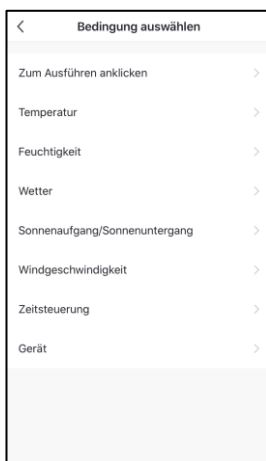 Bedingung auswählen
Zum Ausführen anklicken
Temperatur
Feuchtigkeit
Wetter
Sonnenaufgang/Sonnenuntergang
Windgeschwindigkeit
Zeitsteuerung
Gerät